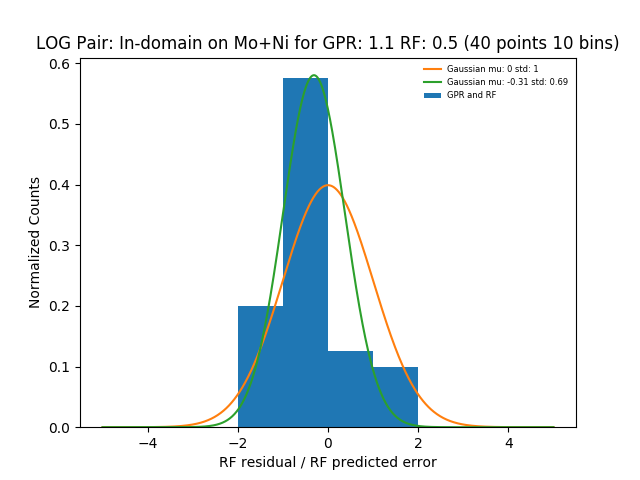 LOG Pair: In-domain on Mo+Ni for GPR: 1.1 RF: 0.5 (40 points 10 bins)
Gaussian mu: 0 std: 1
Gaussian mu: -0.31 std: 0.69
GPR and RF
Normalized Counts
0.6
0.5
0.4
0.3
0.2
0.1
0.0
−4 −2 0 2 4
RF residual / RF predicted error